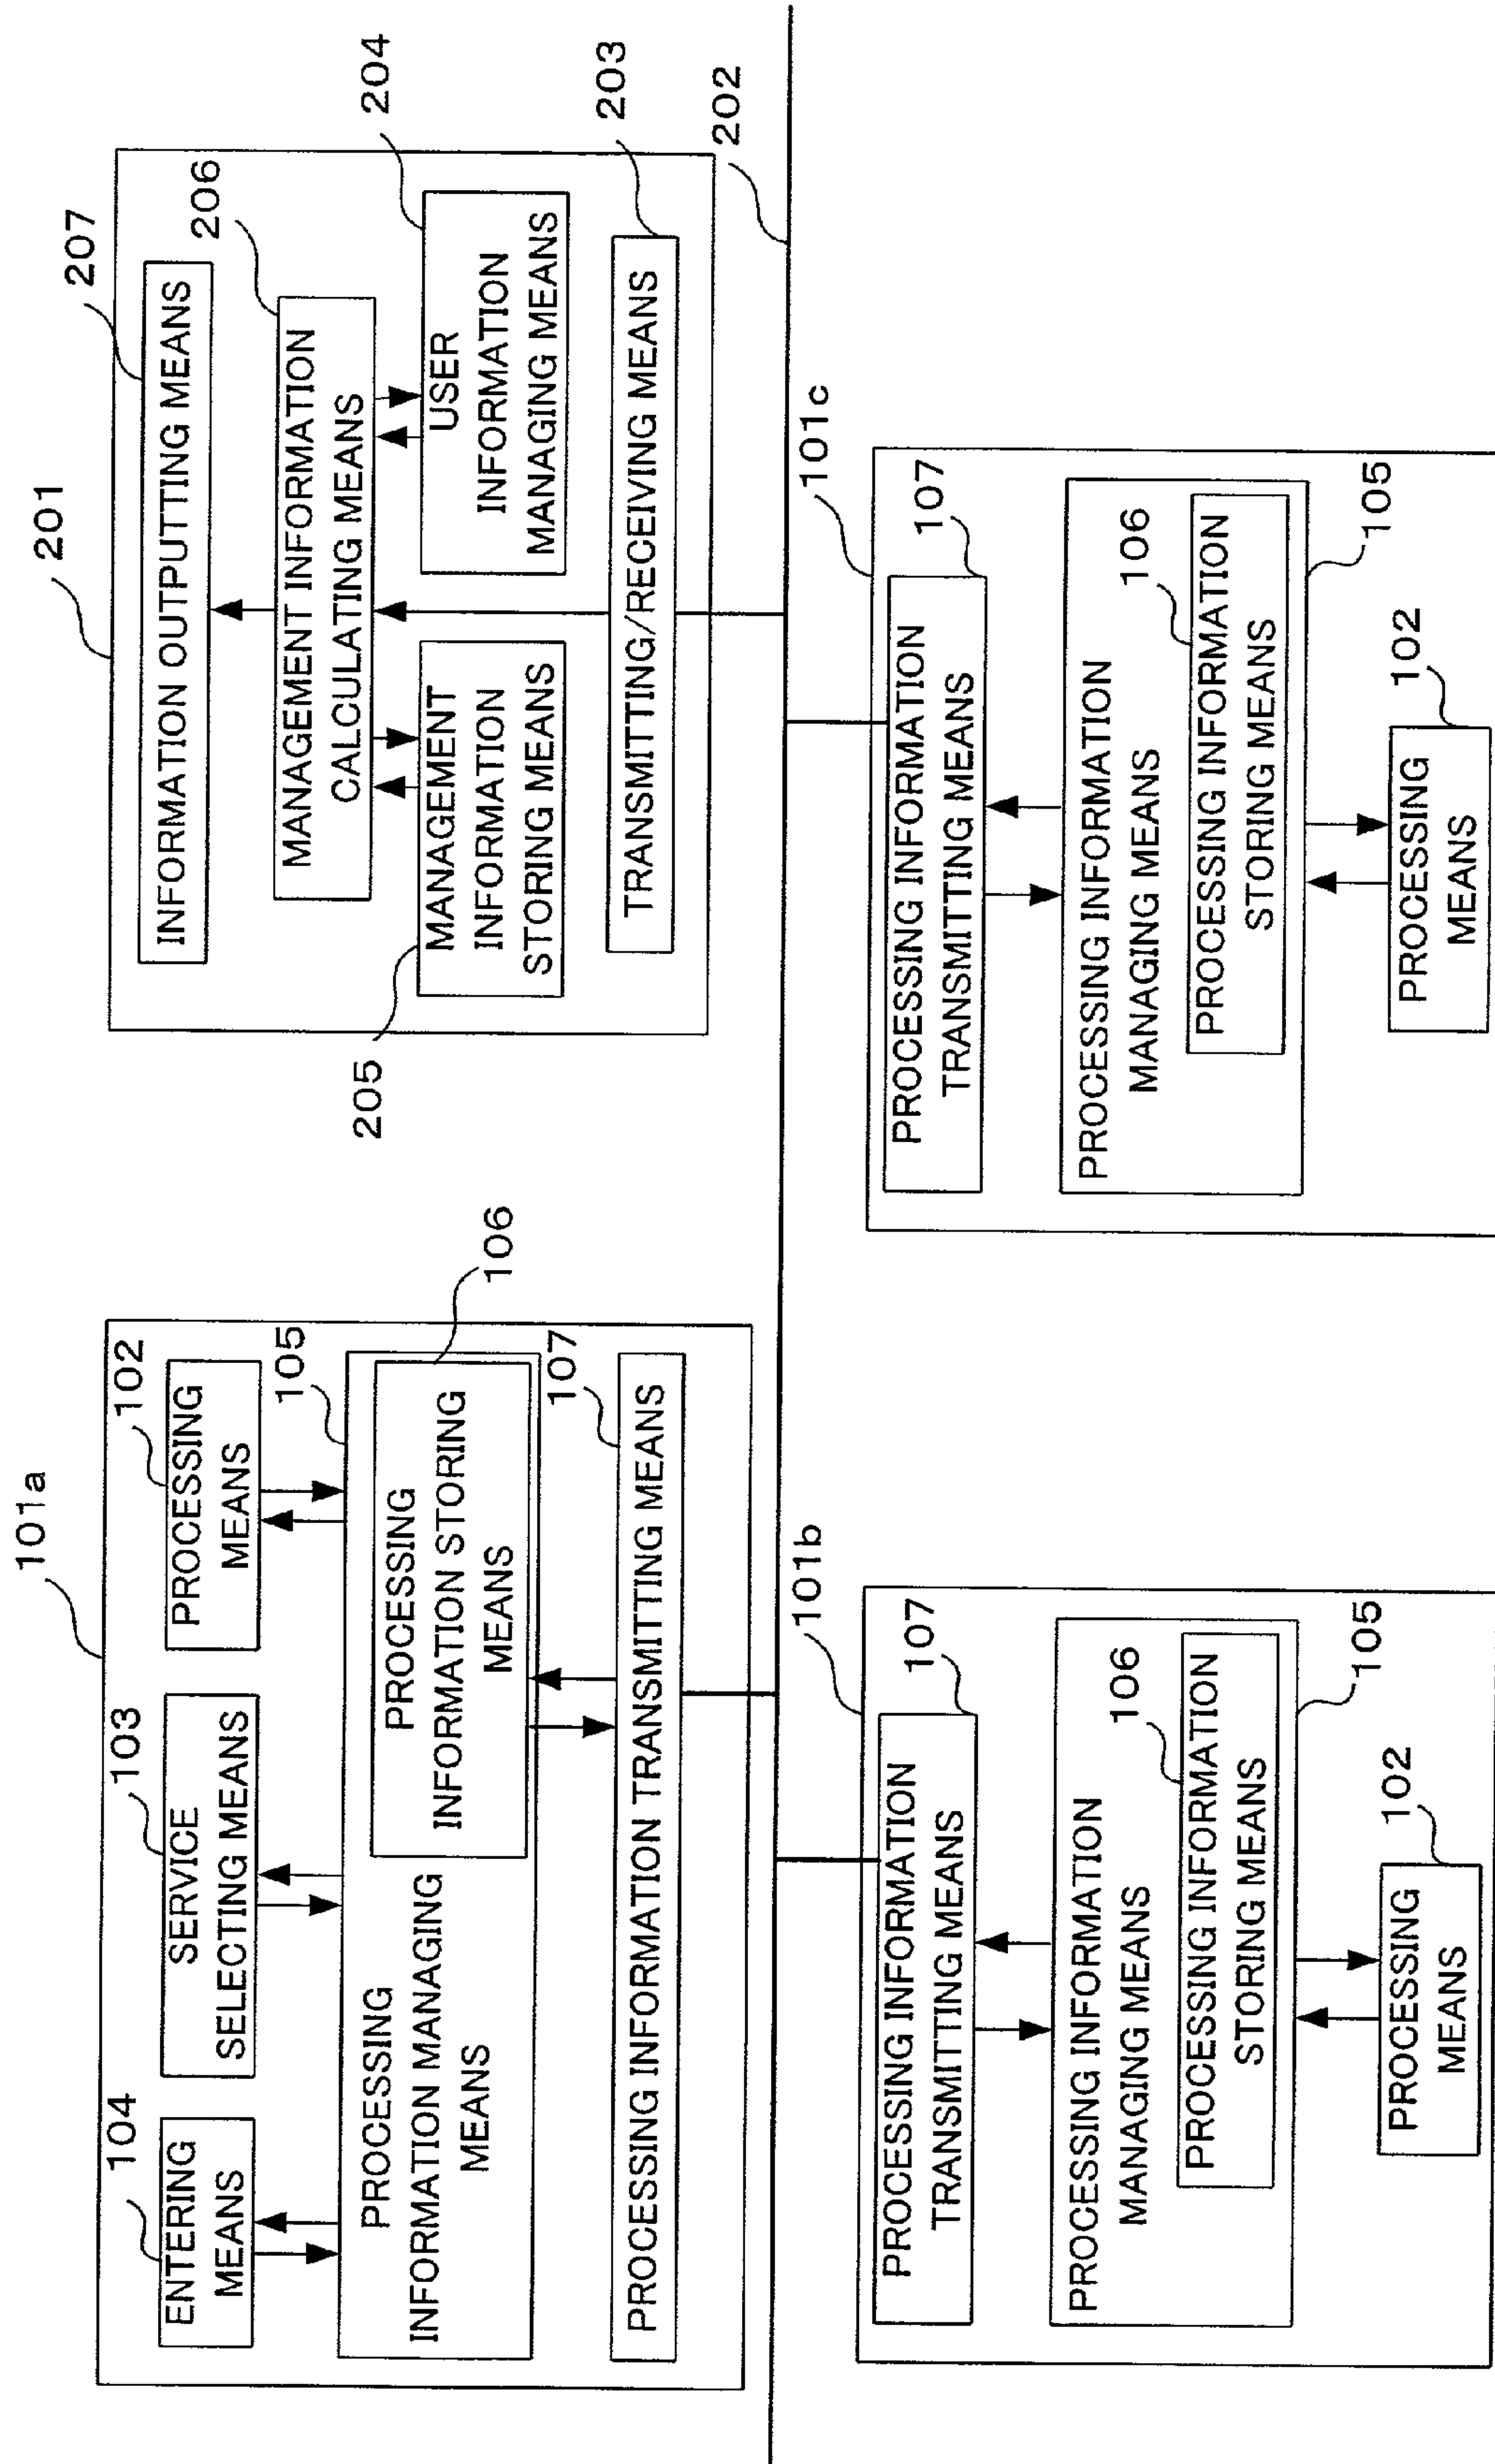 101a
104
ENTERING
MEANS
103
SERVICE
SELECTING MEANS
102
PROCESSING
MEANS
105
PROCESSING
INFORMATION MANAGING
MEANS
PROCESSING
INFORMATION STORING
MEANS
106
107
PROCESSING INFORMATION TRANSMITTING MEANS
201
207
INFORMATION OUTPUTTING MEANS
206
MANAGEMENT INFORMATION
CALCULATING MEANS
205
MANAGEMENT
INFORMATION
STORING MEANS
204
USER
INFORMATION
MANAGING MEANS
203
TRANSMITTING/RECEIVING MEANS
202
101b
107
PROCESSING INFORMATION
TRANSMITTING MEANS
PROCESSING INFORMATION
MANAGING MEANS
106
PROCESSING INFORMATION
STORING MEANS
105
102
PROCESSING
MEANS
101c
107
PROCESSING INFORMATION
TRANSMITTING MEANS
PROCESSING INFORMATION
MANAGING MEANS
106
PROCESSING INFORMATION
STORING MEANS
105
102
PROCESSING
MEANS